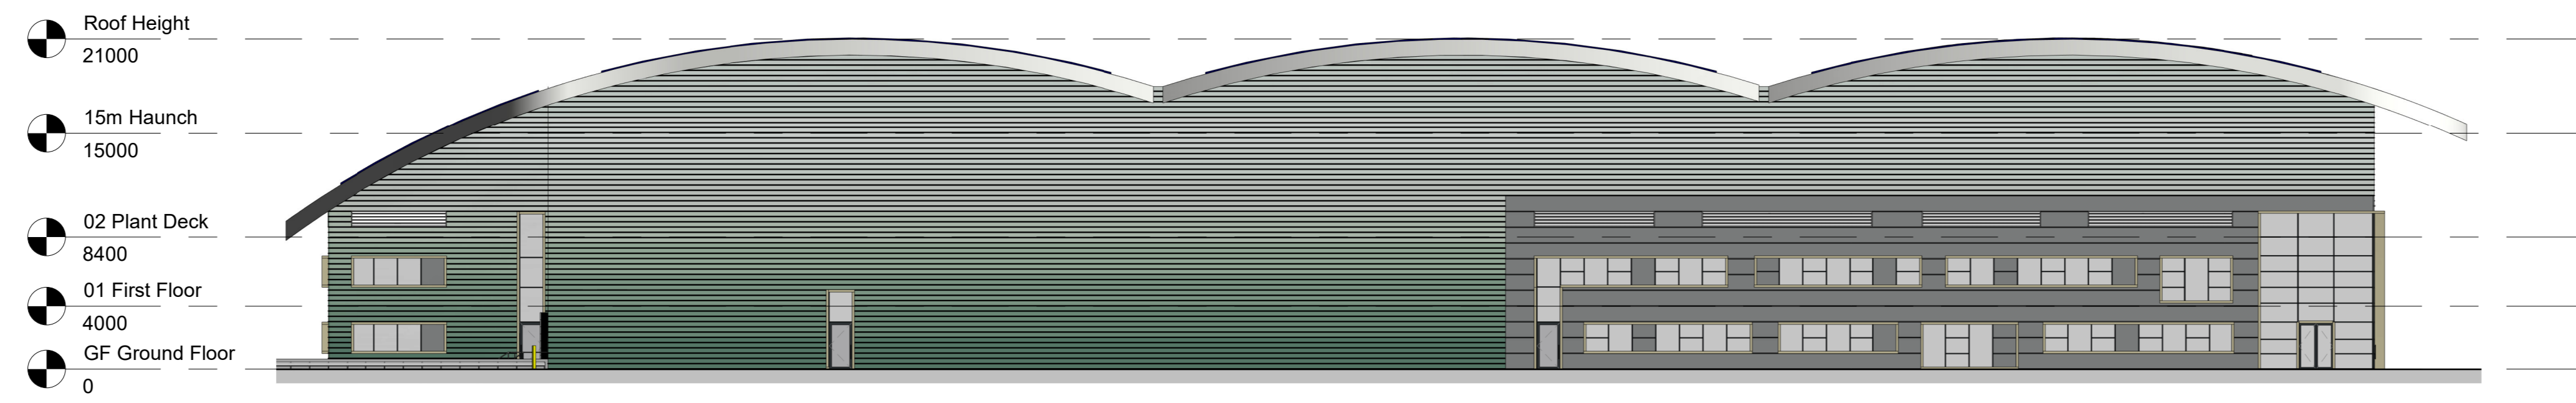 Roof Height
21000
15m Haunch
15000
02 Plant Deck
8400
01 First Floor
4000
GF Ground Floor
0